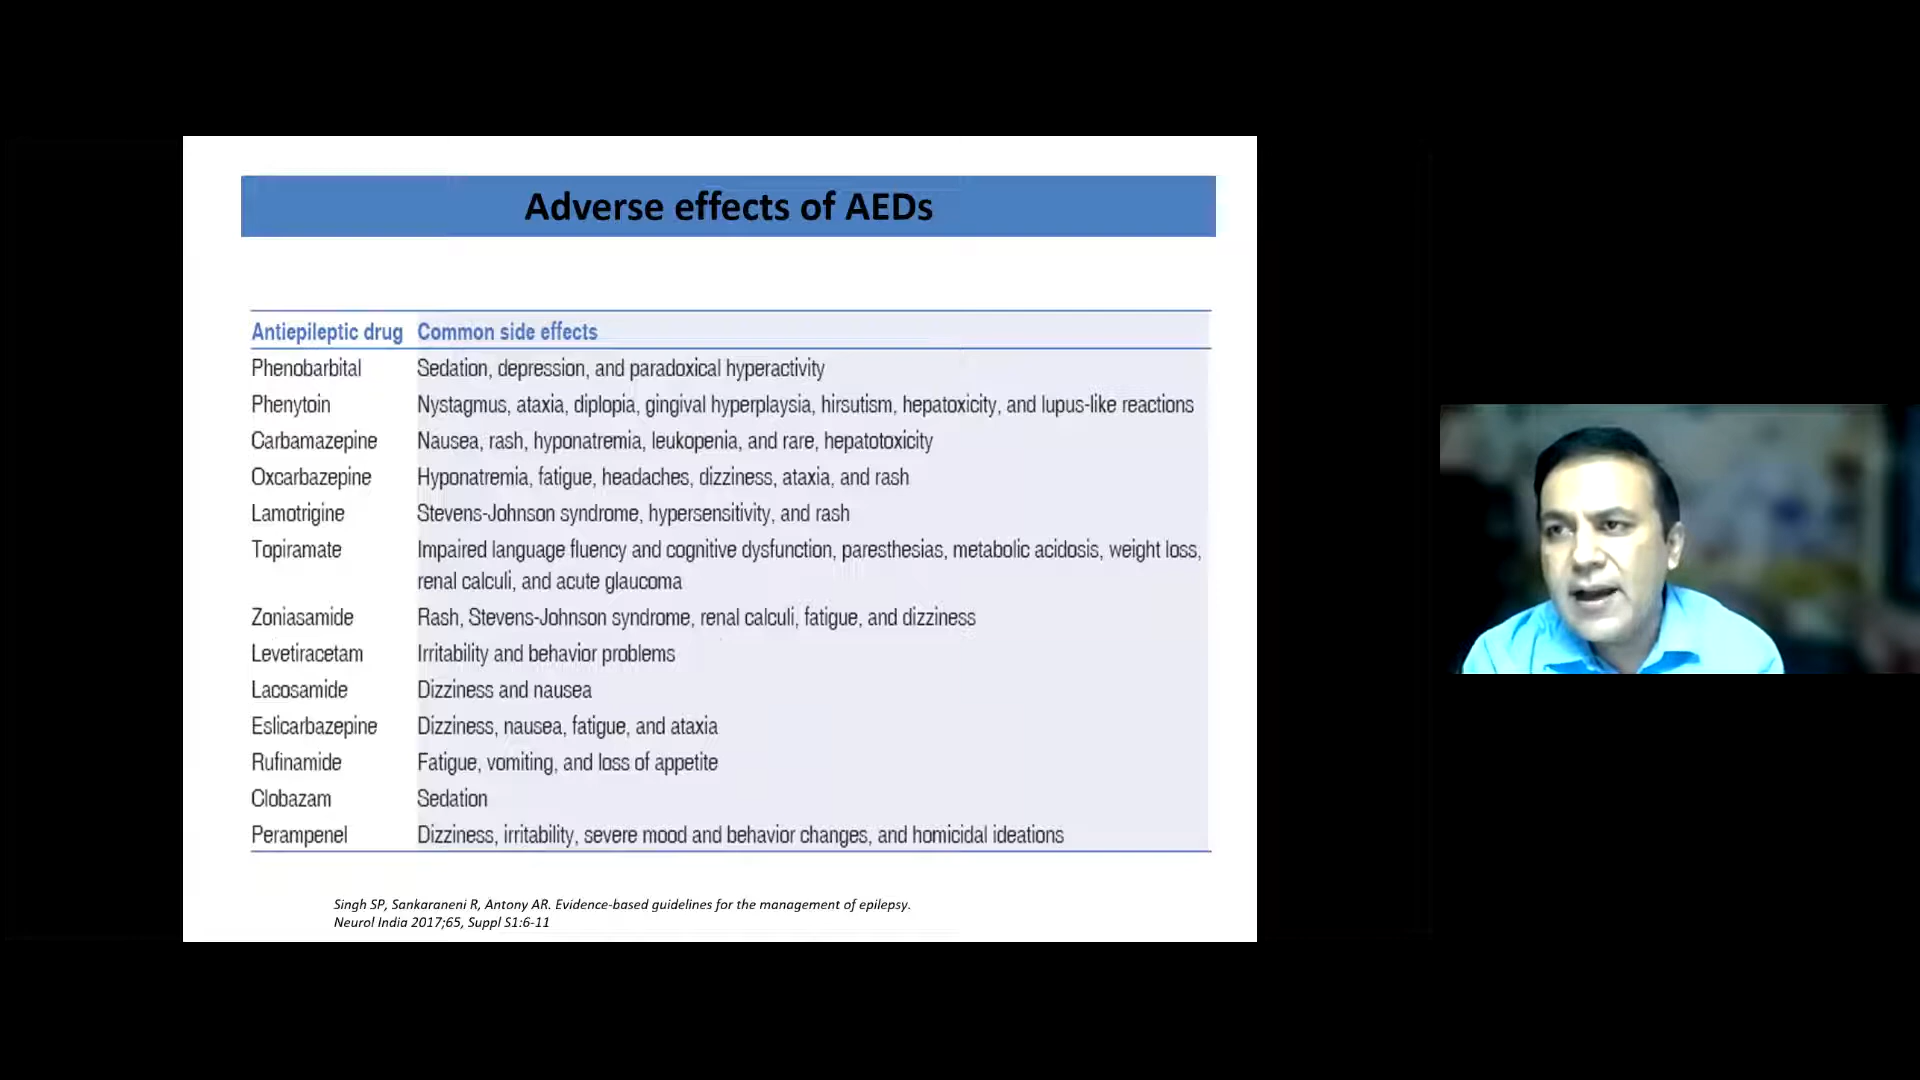 Adverse effects of AEDs
Antiepileptic drug Common side effects
Phenobarbital Sedation, depression, and paradoxical hyperactivity
Phenytoin Nystagmus, ataxia, diplopia, gingival hyperplaysia, hirsutism, hepatoxicity, and lupus-like reactions
Carbamazepine Nausea, rash, hyponatremia, leukopenia, and rare, hepatotoxicity
Oxcarbazepine Hyponatremia, fatigue, headaches, dizziness, ataxia, and rash
Lamotrigine Stevens-Johnson syndrome, hypersensitivity, and rash
Topiramate Impaired language fluency and cognitive dysfunction, paresthesias, metabolic acidosis, weight loss,
renal calculi, and acute glaucoma
Zoniasamide Rash, Stevens-Johnson syndrome, renal calculi, fatigue, and dizziness
Levetiracetam Irritability and behavior problems
Lacosamide Dizziness and nausea
Eslicarbazepine Dizziness, nausea, fatigue, and ataxia
Rufinamide Fatigue, vomiting, and loss of appetite
Clobazam Sedation
Perampenel Dizziness, irritability, severe mood and behavior changes, and homicidal ideations
Singh SP, Sankaraneni R, Antony AR. Evidence-based guidelines for the management of epilepsy.
Neurol India 2017;65, Suppl S1:6-11